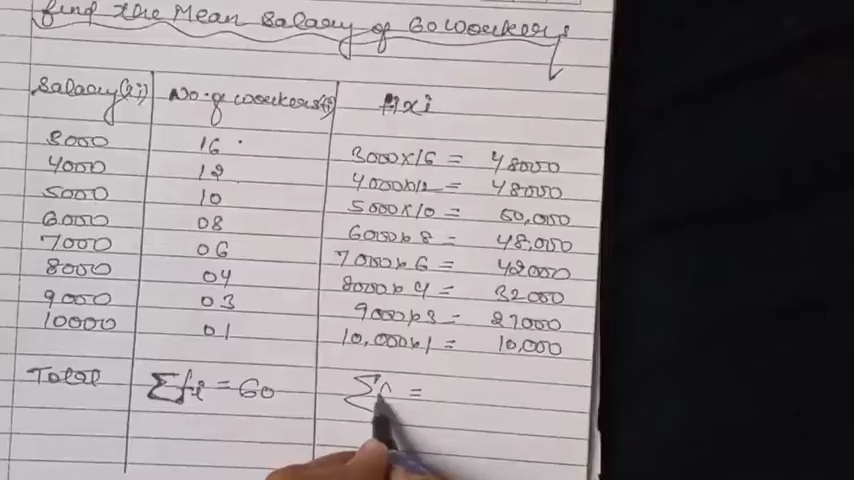 find the Mean Salary of 60 workers.
Salary(xi) No. of workers(fi) fixi
3000 16 3000x16 = 48000
4000 12 4000x12 = 48000
5000 10 5000x10 = 50,000
6000 08 6000x8 = 48,000
7000 06 7000x6 = 42000
8000 04 8000x4 = 32000
9000 03 9000x3 = 27000
10000 01 10,000x1 = 10,000
Total Σfi = 60 Σ =